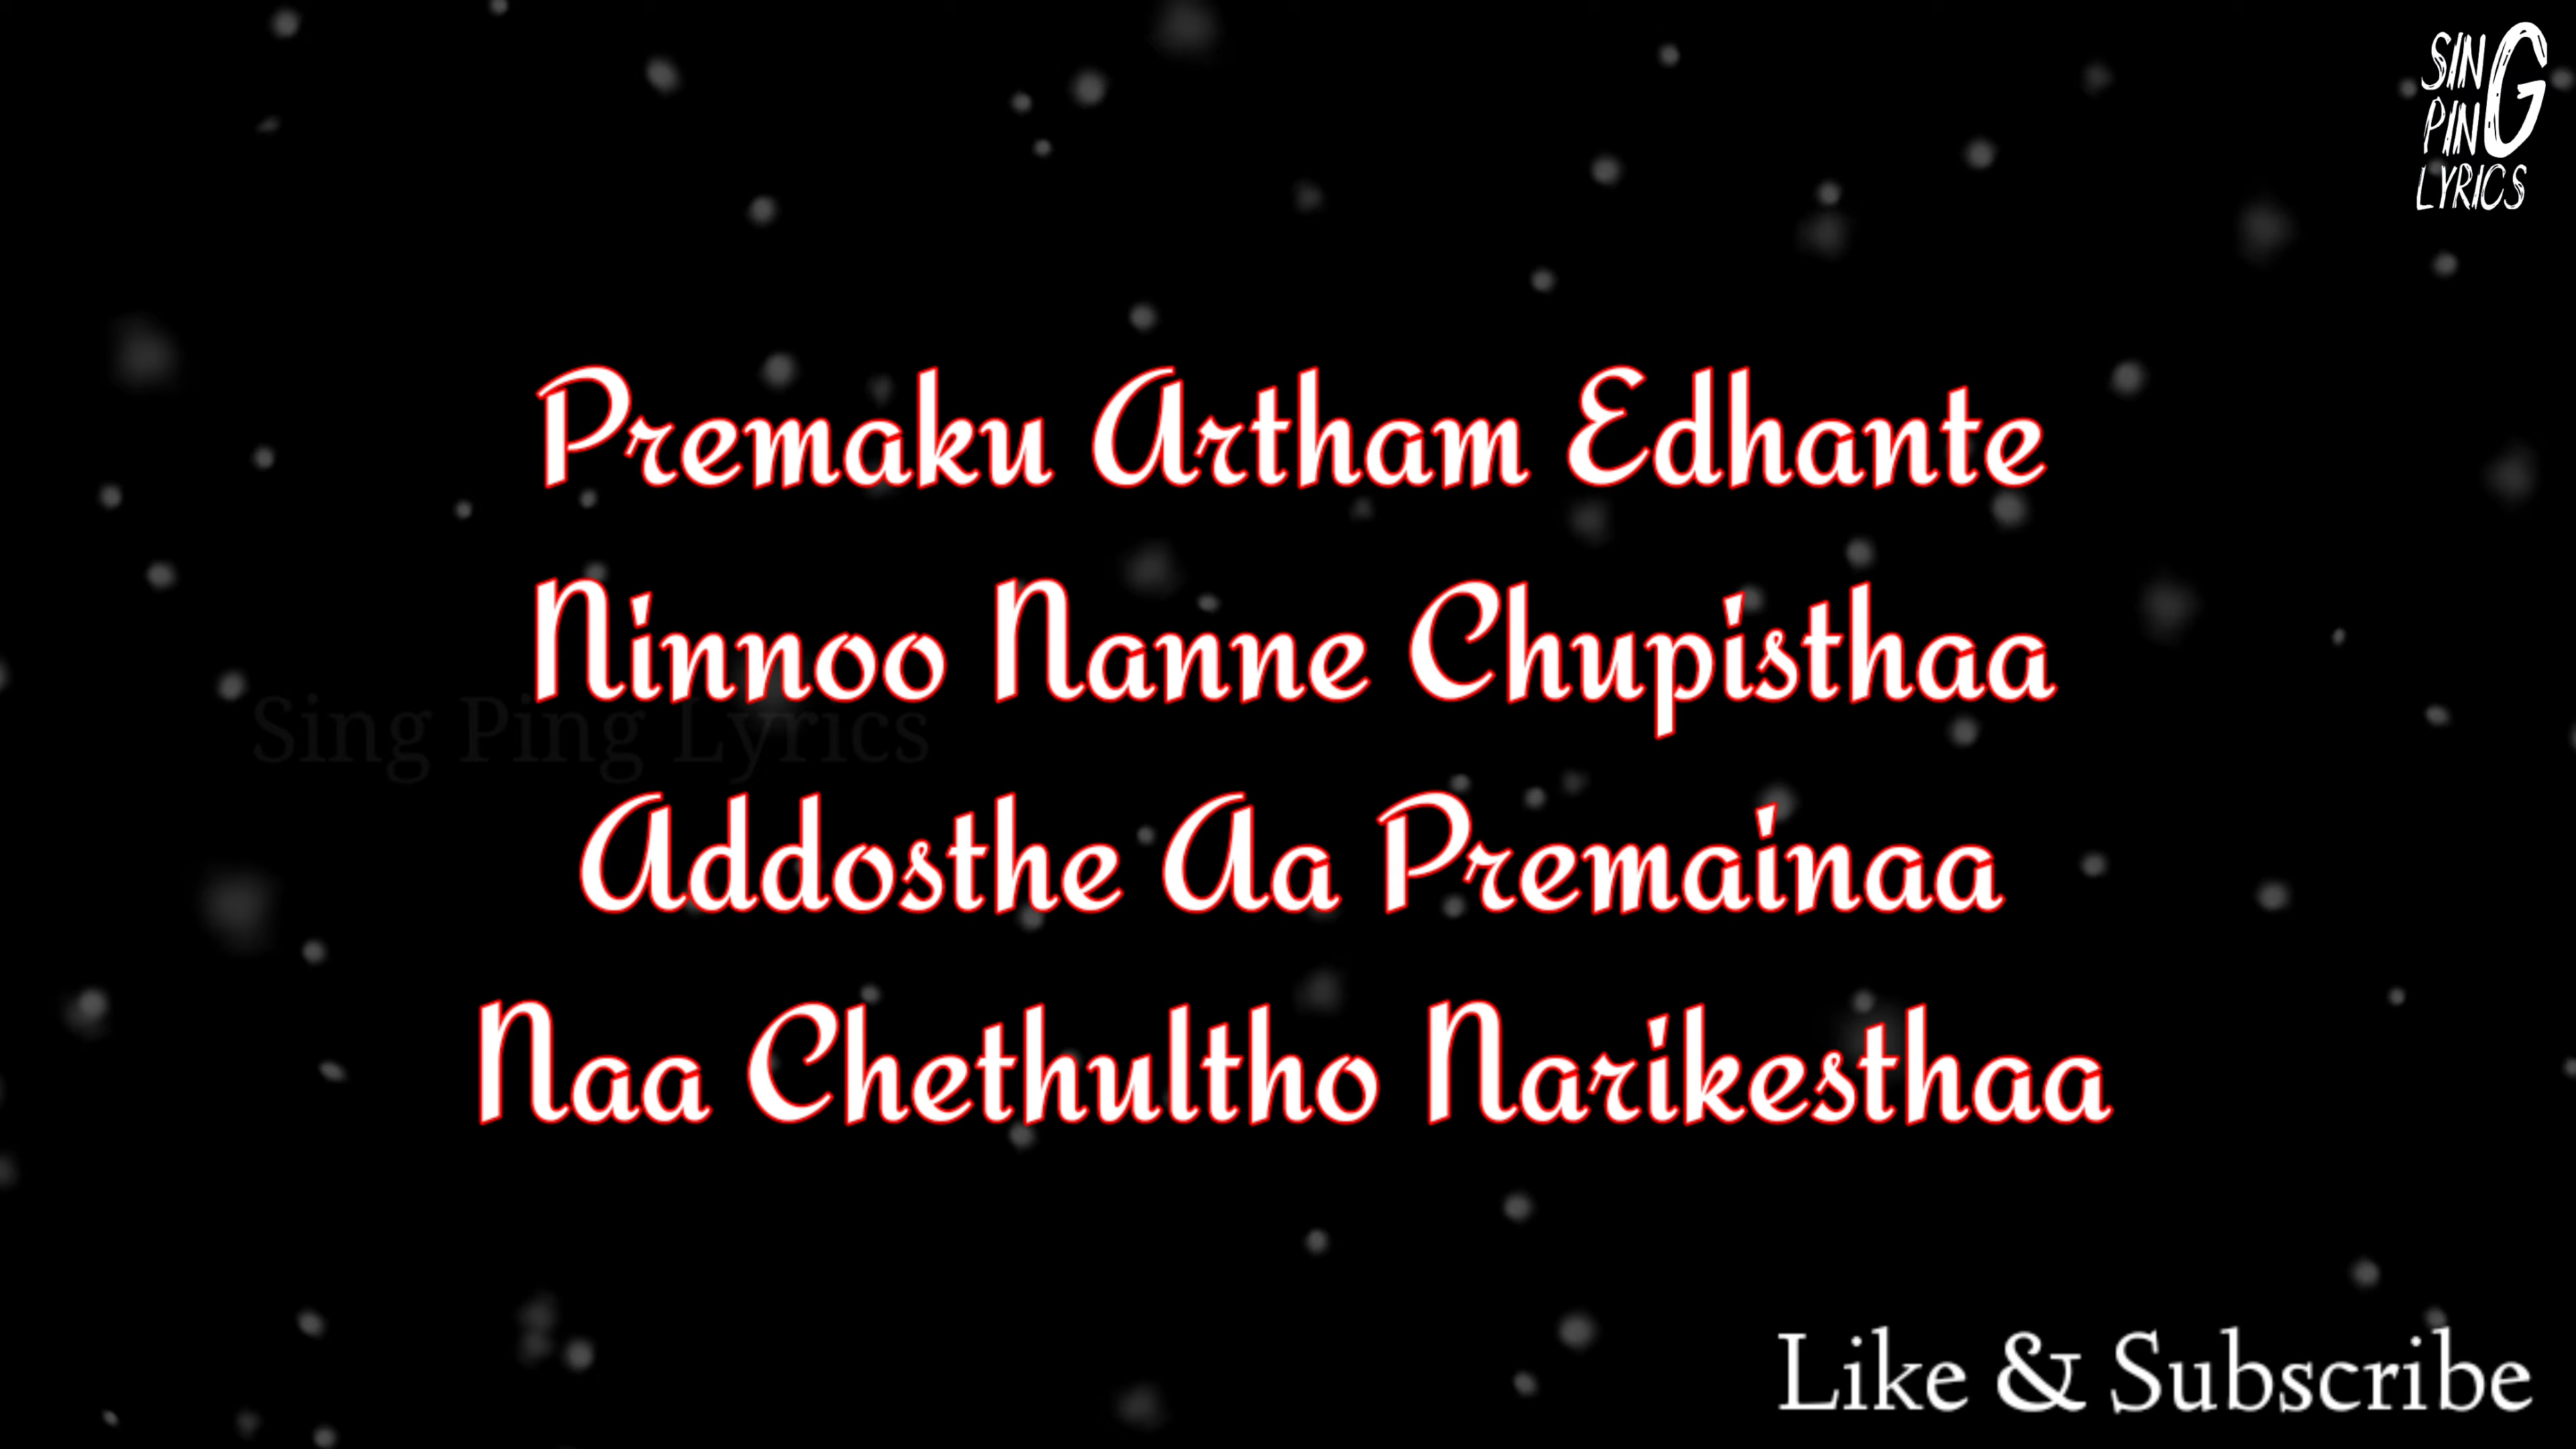 SING
PING
LYRICS
Premaku Artham Edhante
Ninnoo Nanne Chupisthaa
Sing Ping Lyrics
Addosthe Aa Premainaa
Naa Chethultho Narikesthaa
Like & Subscribe